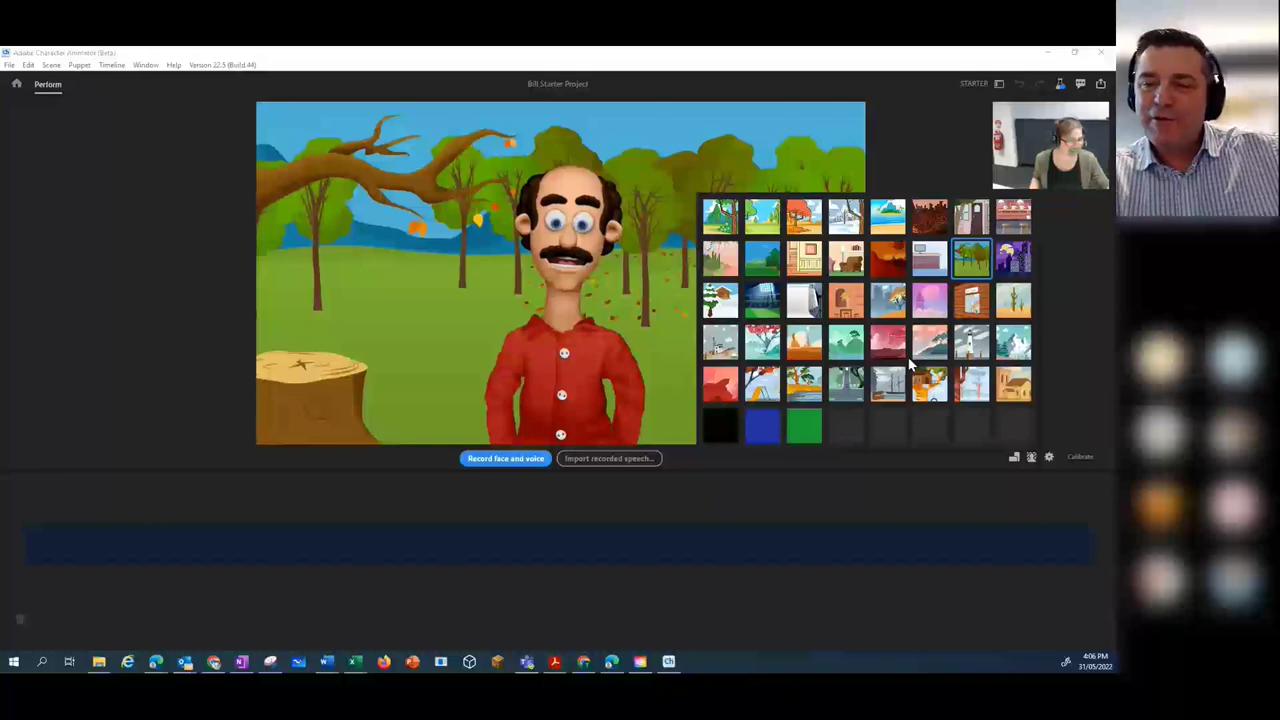 Adobe Character Animator (Beta)
File Edit Scene Puppet Timeline Window Help Version 22.5 (Build 44)
Perform
Bill Starter Project
STARTER
Record face and voice
Import recorded speech...
Calibrate
Ch
4:06 PM
31/05/2022